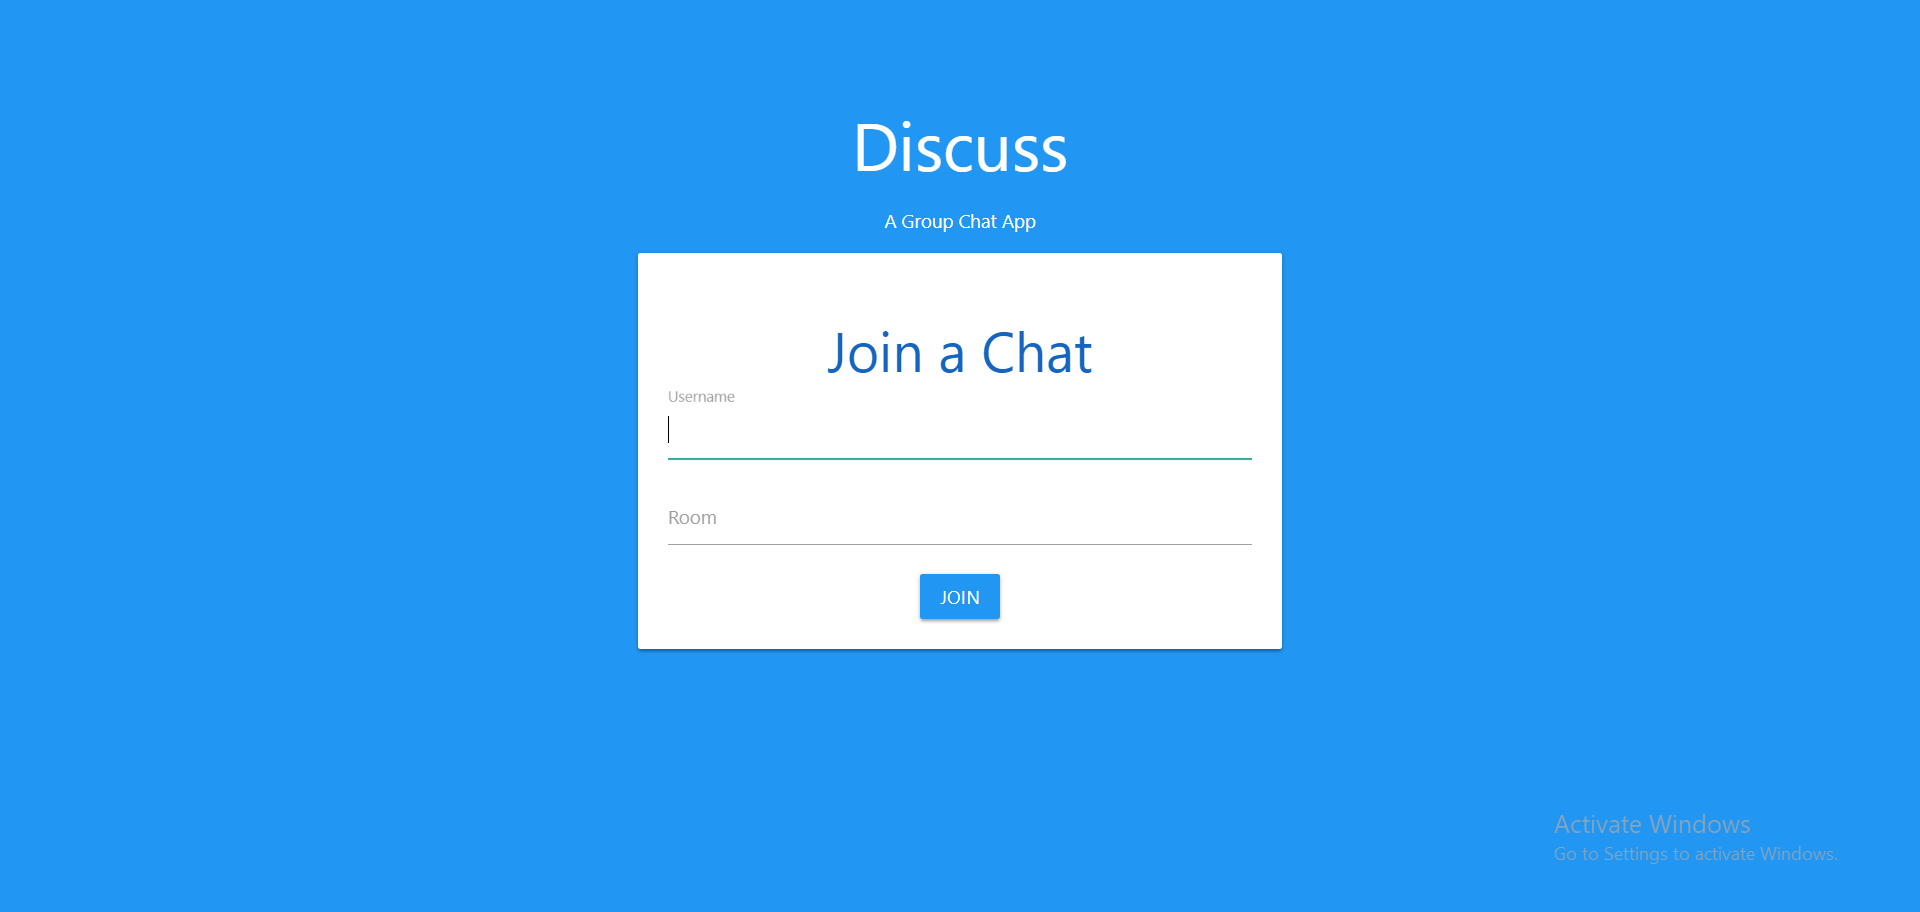 Discuss
A Group Chat App
Join a Chat
Username
Room
JOIN
Activate Windows
Go to Settings to activate Windows.